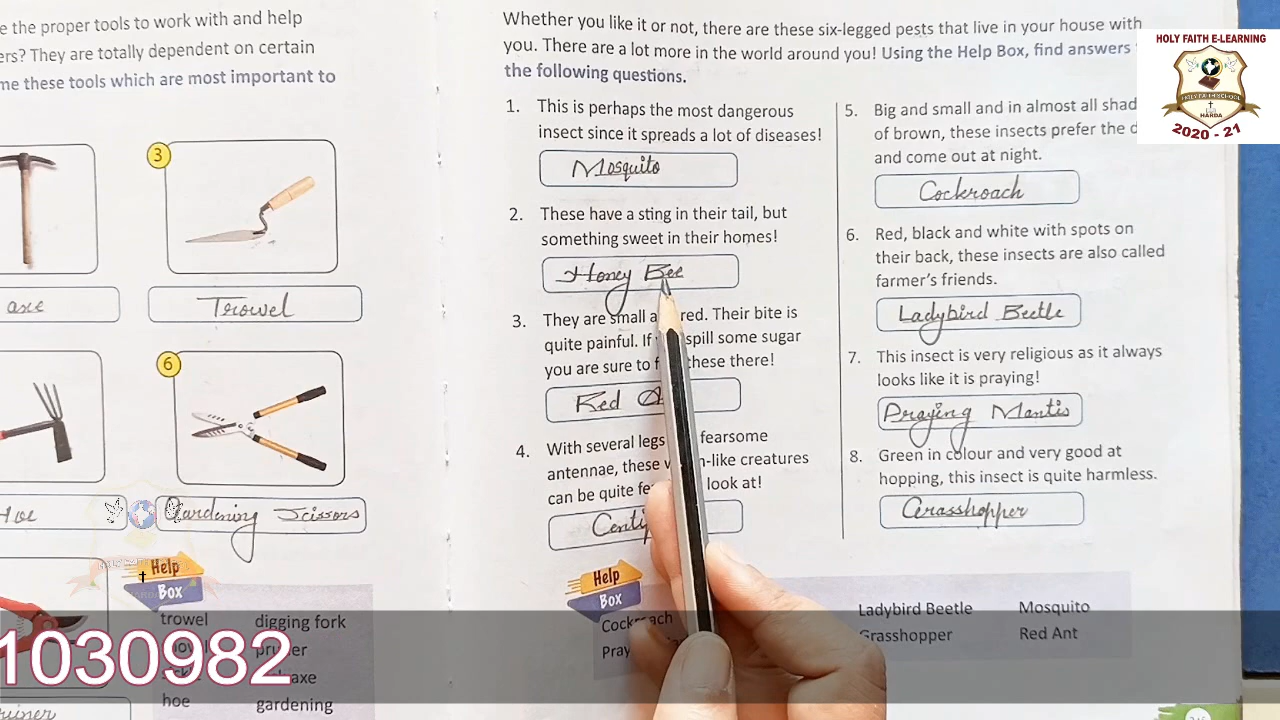 e the proper tools to work with and help
ers? They are totally dependent on certain
me these tools which are most important to
3
axe
Trowel
6
Hoe
Gardening Scissors
Help
Box
trowel
digging fork
hoe
gardening
1030982
Whether you like it or not, there are these six-legged pests that live in your house with
you. There are a lot more in the world around you! Using the Help Box, find answers
the following questions.
1. This is perhaps the most dangerous
insect since it spreads a lot of diseases!
Mosquito
2. These have a sting in their tail, but
something sweet in their homes!
Honey Bee
3. They are small a red. Their bite is
quite painful. If spill some sugar
you are sure to f these there!
Red A
4. With several legs fearsome
antennae, these w -like creatures
can be quite fe look at!
Centip
Help
Box
Cockroach
Pray
Ladybird Beetle
Mosquito
Grasshopper
Red Ant
5. Big and small and in almost all shad
of brown, these insects prefer the d
and come out at night.
Cockroach
6. Red, black and white with spots on
their back, these insects are also called
farmer's friends.
Ladybird Beetle
7. This insect is very religious as it always
looks like it is praying!
Praying Mantis
8. Green in colour and very good at
hopping, this insect is quite harmless.
Grasshopper
HOLY FAITH E-LEARNING
HOLY FAITH SCHOOL
HARDA
2020 - 21